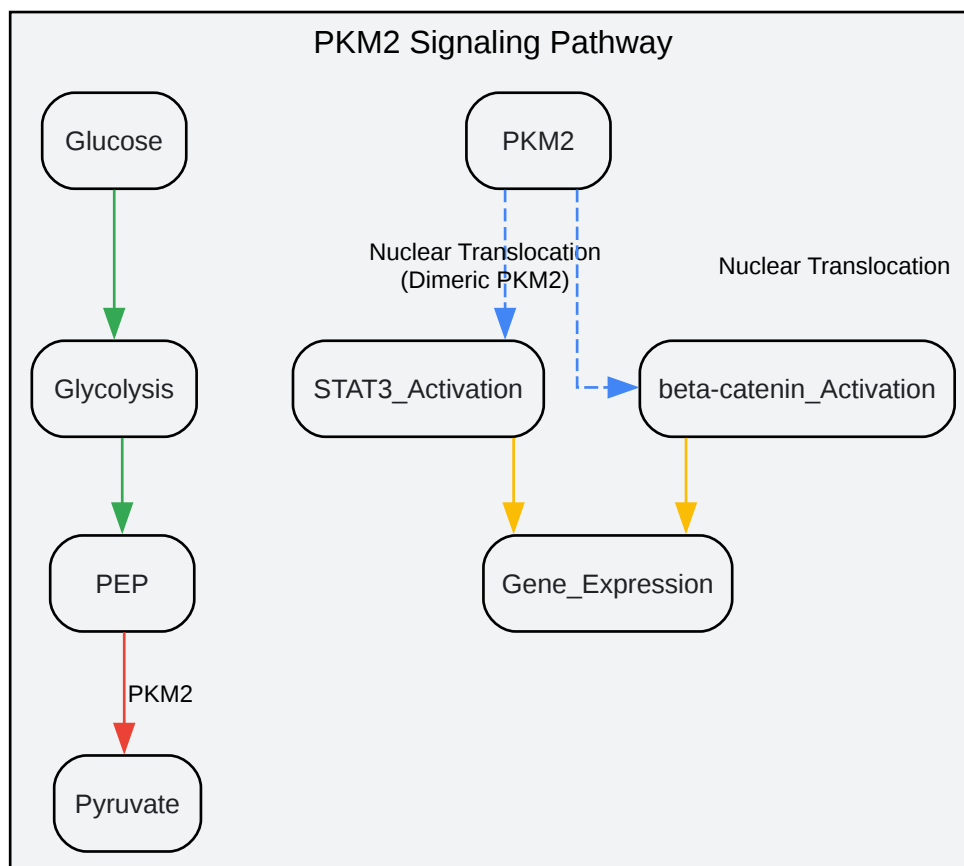 PKM2 Signaling Pathway
Glucose
PKM2
Nuclear Translocation
(Dimeric PKM2)
Nuclear Translocation
Glycolysis
STAT3_Activation
beta-catenin_Activation
PEP
Gene_Expression
PKM2
Pyruvate